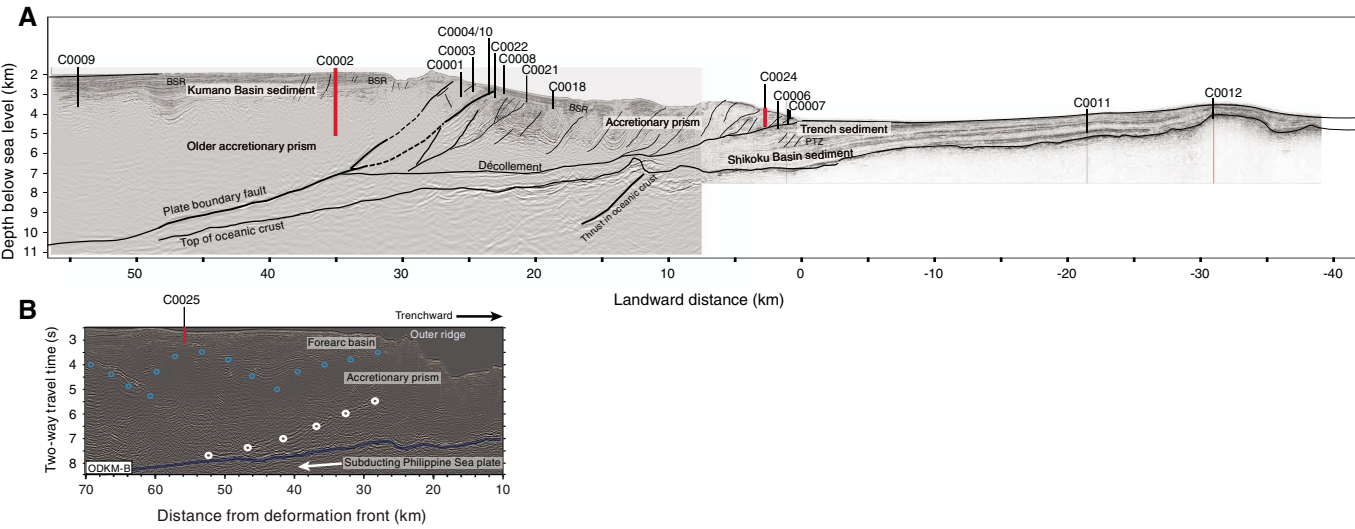 A
C0009
C0002
C0004/10
C0003
C0001
C0022
C0008
C0021
C0018
C0024
C0006
C0007
C0011
C0012
BSR
Kumano Basin sediment
BSR
BSR
Accretionary prism
Trench sediment
PTZ
Older accretionary prism
Décollement
Shikoku Basin sediment
Plate boundary fault
Top of oceanic crust
Thrust in oceanic crust
Depth below sea level (km)
2
3
4
5
6
7
8
9
10
11
50
40
30
20
10
0
-10
-20
-30
-40
Landward distance (km)
B
C0025
Trenchward
Outer ridge
Forearc basin
Accretionary prism
Subducting Philippine Sea plate
ODKM-B
Two-way travel time (s)
3
4
5
6
7
8
70
60
50
40
30
20
10
Distance from deformation front (km)